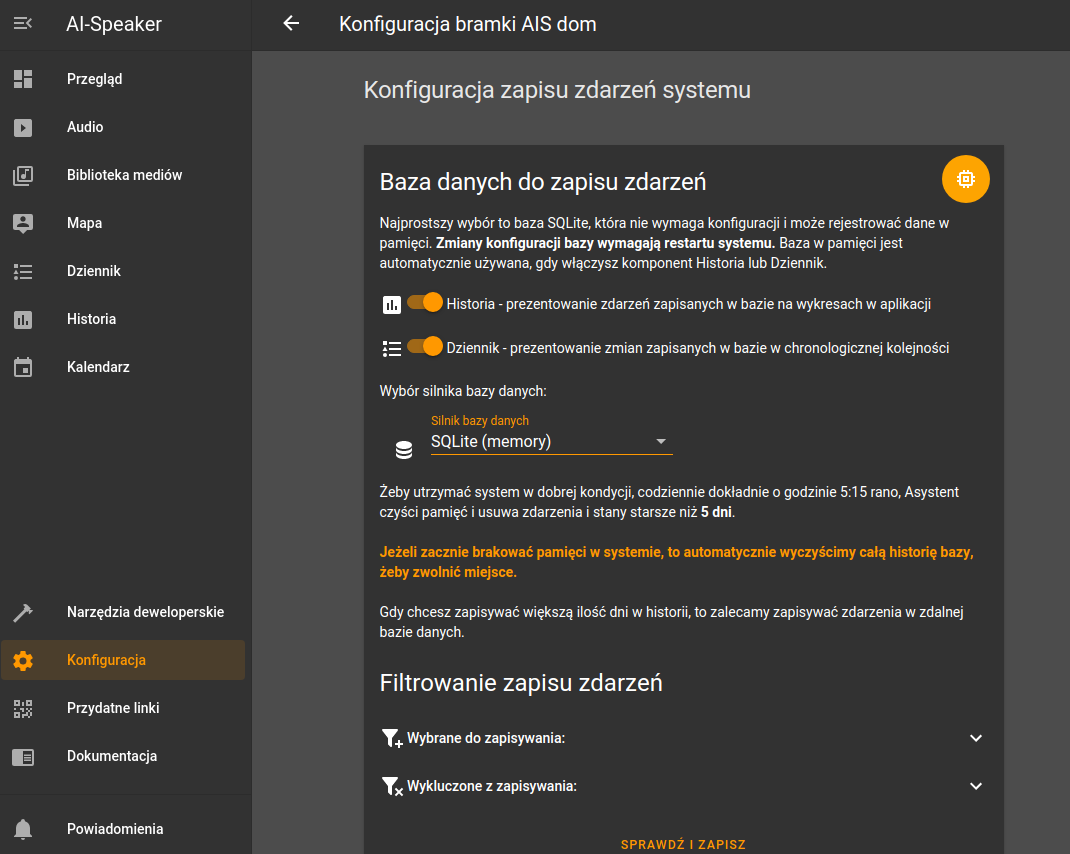 AI-Speaker
Konfiguracja bramki AIS dom
Przegląd
Audio
Biblioteka mediów
Mapa
Dziennik
Historia
Kalendarz
Narzędzia deweloperskie
Konfiguracja
Przydatne linki
Dokumentacja
Powiadomienia
Konfiguracja zapisu zdarzeń systemu
Baza danych do zapisu zdarzeń
Najprostszy wybór to baza SQLite, która nie wymaga konfiguracji i może rejestrować dane w
pamięci. Zmiany konfiguracji bazy wymagają restartu systemu. Baza w pamięci jest
automatycznie używana, gdy włączysz komponent Historia lub Dziennik.
Historia - prezentowanie zdarzeń zapisanych w bazie na wykresach w aplikacji
Dziennik - prezentowanie zmian zapisanych w bazie w chronologicznej kolejności
Wybór silnika bazy danych:
Silnik bazy danych
SQLite (memory)
Żeby utrzymać system w dobrej kondycji, codziennie dokładnie o godzinie 5:15 rano, Asystent
czyści pamięć i usuwa zdarzenia i stany starsze niż 5 dni.
Jeżeli zacznie brakować pamięci w systemie, to automatycznie wyczyścimy całą historię bazy,
żeby zwolnić miejsce.
Gdy chcesz zapisywać większą ilość dni w historii, to zalecamy zapisywać zdarzenia w zdalnej
bazie danych.
Filtrowanie zapisu zdarzeń
Wybrane do zapisywania:
Wykluczone z zapisywania:
SPRAWDŹ I ZAPISZ